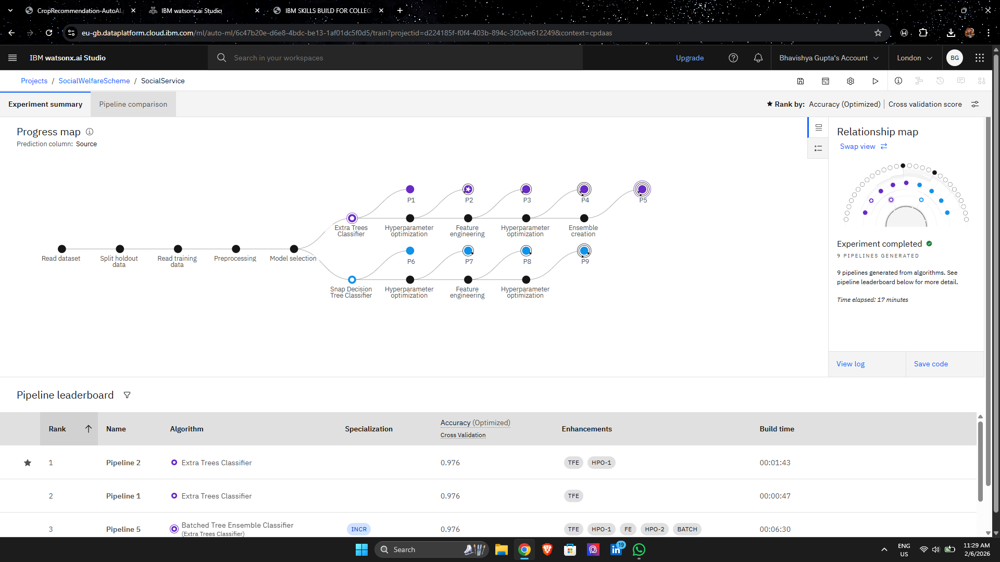 CropRecommendation-AutoAI.
IBM watsonx.ai Studio
IBM SKILLS BUILD FOR COLLEG
eu-gb.dataplatform.cloud.ibm.com/ml/auto-ml/6c47b20e-d6e8-4bdc-be13-1af01dc5f0d5/train?projectid=d224185f-f0f4-403b-894c-3f20ee612249&context=cpdaas
IBM watsonx.ai Studio
Search in your workspaces
Upgrade
Bhavishya Gupta's Account
London
BG
Projects / SocialWelfareScheme / SocialService
Experiment summary
Pipeline comparison
Rank by: Accuracy (Optimized) | Cross validation score
Progress map
Prediction column: Source
Relationship map
Swap view
P1
P2
P3
P4
P5
Extra Trees
Classifier
Hyperparameter
optimization
Feature
engineering
Hyperparameter
optimization
Ensemble
creation
Read dataset
Split holdout
data
Read training
data
Preprocessing
Model selection
P6
P7
P8
P9
Snap Decision
Tree Classifier
Hyperparameter
optimization
Feature
engineering
Hyperparameter
optimization
Experiment completed
9 PIPELINES GENERATED
9 pipelines generated from algorithms. See
pipeline leaderboard below for more detail.
Time elapsed: 17 minutes
View log
Save code
Pipeline leaderboard
Rank Name Algorithm Specialization Accuracy (Optimized) Enhancements Build time
Cross Validation
1 Pipeline 2 Extra Trees Classifier 0.976 TFE HPO-1 00:01:43
2 Pipeline 1 Extra Trees Classifier 0.976 TFE 00:00:47
3 Pipeline 5 Batched Tree Ensemble Classifier INCR 0.976 TFE HPO-1 FE HPO-2 BATCH 00:06:30
(Extra Trees Classifier)
Search
19
ENG
US
11:29 AM
2/6/2026